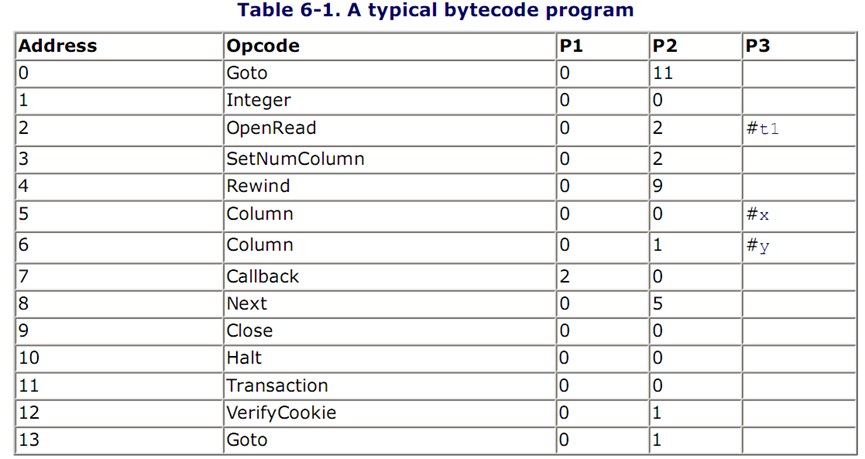 Table 6-1. A typical bytecode program
Address Opcode P1 P2 P3
0 Goto 0 11
1 Integer 0 0
2 OpenRead 0 2 #t1
3 SetNumColumn 0 2
4 Rewind 0 9
5 Column 0 0 #x
6 Column 0 1 #y
7 Callback 2 0
8 Next 0 5
9 Close 0 0
10 Halt 0 0
11 Transaction 0 0
12 VerifyCookie 0 1
13 Goto 0 1